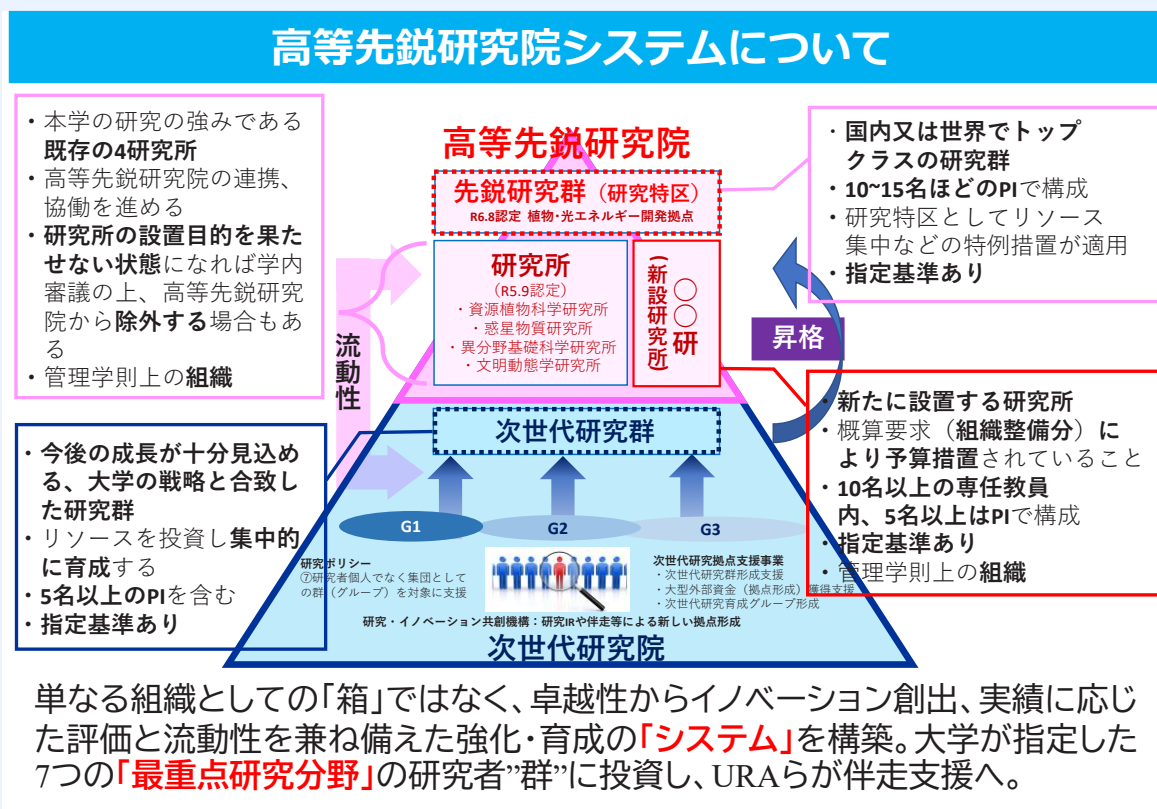 高等先鋭研究院システムについて
・本学の研究の強みである
既存の4研究所
・高等先鋭研究院の連携、
協働を進める
・研究所の設置目的を果た
せない状態になれば学内
審議の上、高等先鋭研究
院から除外する場合もあ
る
・管理学則上の組織
・今後の成長が十分見込め
る、大学の戦略と合致し
た研究群
・リソースを投資し集中的
に育成する
・5名以上のPIを含む
・指定基準あり
流動性
高等先鋭研究院
先鋭研究群（研究特区）
R6.8認定 植物・光エネルギー開発拠点
研究所
（R5.9認定）
・資源植物科学研究所
・惑星物質研究所
・異分野基礎科学研究所
・文明動態学研究所
〇〇研
(新設研究所)
昇格
次世代研究群
G1
G2
G3
研究ポリシー
⑦研究者個人でなく集団として
の群（グループ）を対象に支援
次世代研究拠点支援事業
・次世代研究群形成支援
・大型外部資金（拠点形成）獲得支援
・次世代研究育成グループ形成
研究・イノベーション共創機構：研究IRや伴走等による新しい拠点形成
次世代研究院
・国内又は世界でトップ
クラスの研究群
・10~15名ほどのPIで構成
・研究特区としてリソース
集中などの特例措置が適用
・指定基準あり
・新たに設置する研究所
・概算要求（組織整備分）に
より予算措置されていること
・10名以上の専任教員
内、5名以上はPIで構成
・指定基準あり
・管理学則上の組織
単なる組織としての「箱」ではなく、卓越性からイノベーション創出、実績に応じ
た評価と流動性を兼ね備えた強化・育成の「システム」を構築。大学が指定した
7つの「最重点研究分野」の研究者”群”に投資し、URAらが伴走支援へ。